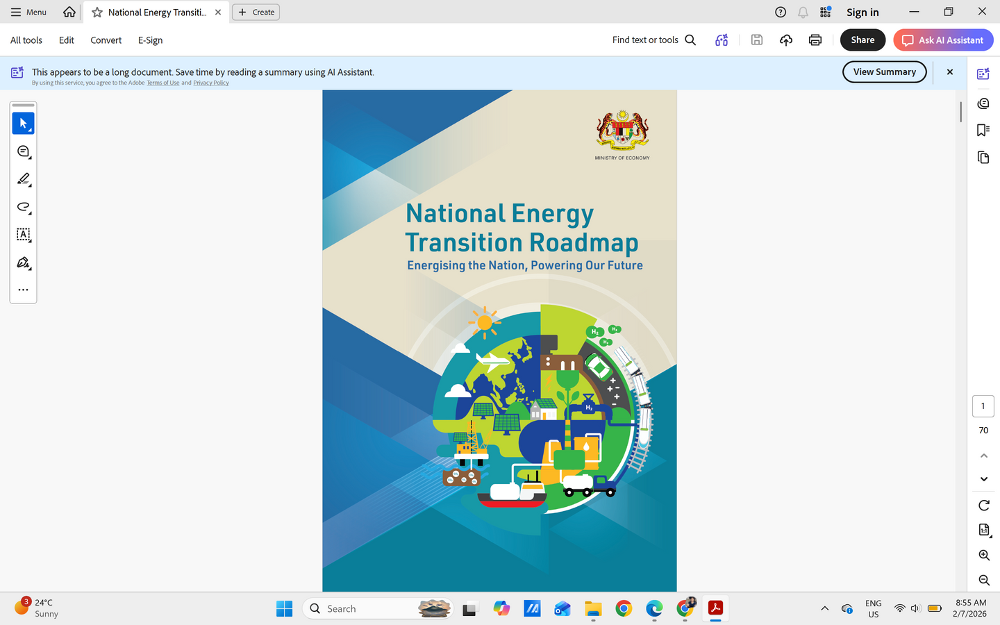 Menu
National Energy Transiti...
Create
Sign in
All tools
Edit
Convert
E-Sign
Find text or tools
Share
Ask AI Assistant
This appears to be a long document. Save time by reading a summary using AI Assistant.
By using this service, you agree to the Adobe Terms of Use and Privacy Policy
View Summary
MINISTRY OF ECONOMY
National Energy
Transition Roadmap
Energising the Nation, Powering Our Future
H₂
H₂
H₂
H₂
1
70
1:1
3
24°C
Sunny
Search
ENG
US
8:55 AM
2/7/2026